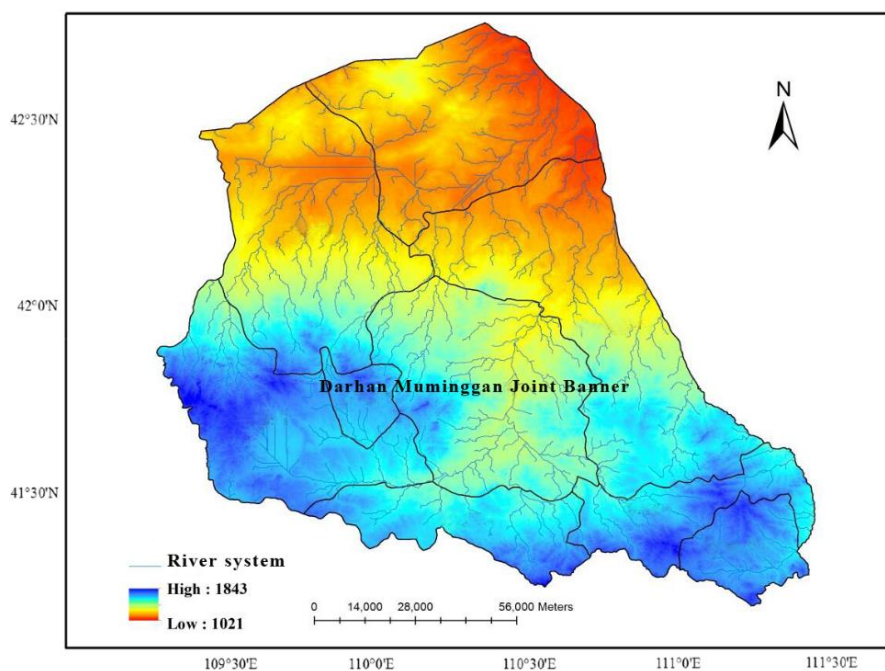 N
42°30'N
42°0'N
41°30'N
Darhan Muminggan Joint Banner
River system
High : 1843
Low : 1021
0 14,000 28,000 56,000 Meters
109°30'E 110°0'E 110°30'E 111°0'E 111°30'E